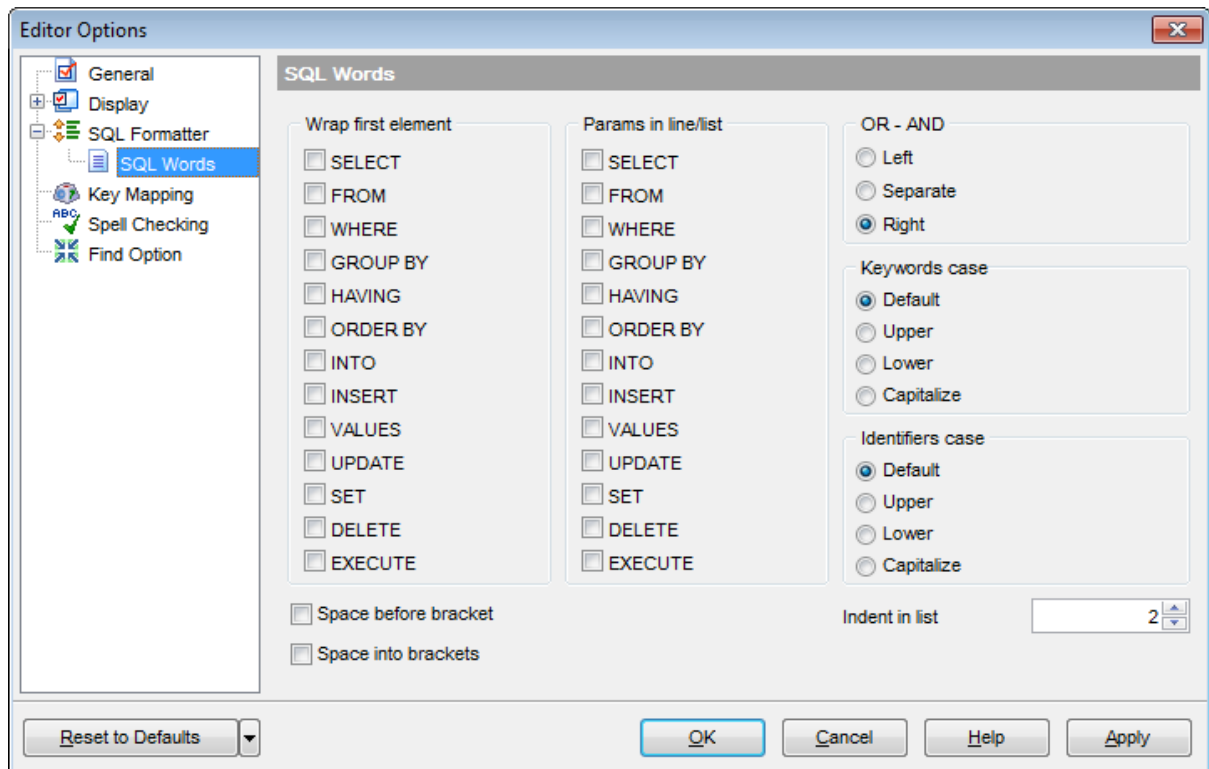 Editor Options
General
Display
SQL Formatter
SQL Words
Key Mapping
ABC
Spell Checking
Find Option
SQL Words
Wrap first element
SELECT
FROM
WHERE
GROUP BY
HAVING
ORDER BY
INTO
INSERT
VALUES
UPDATE
SET
DELETE
EXECUTE
Params in line/list
SELECT
FROM
WHERE
GROUP BY
HAVING
ORDER BY
INTO
INSERT
VALUES
UPDATE
SET
DELETE
EXECUTE
OR - AND
Left
Separate
Right
Keywords case
Default
Upper
Lower
Capitalize
Identifiers case
Default
Upper
Lower
Capitalize
Space before bracket
Space into brackets
Indent in list 2
Reset to Defaults
OK
Cancel
Help
Apply